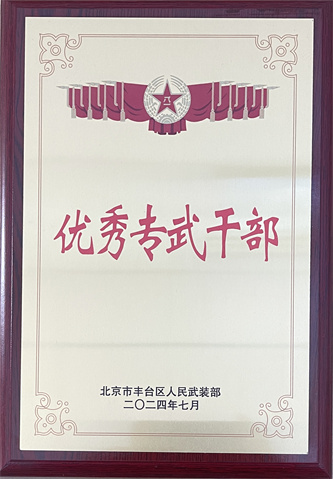 优秀专武干部
北京市丰台区人民武装部
二〇二四年七月